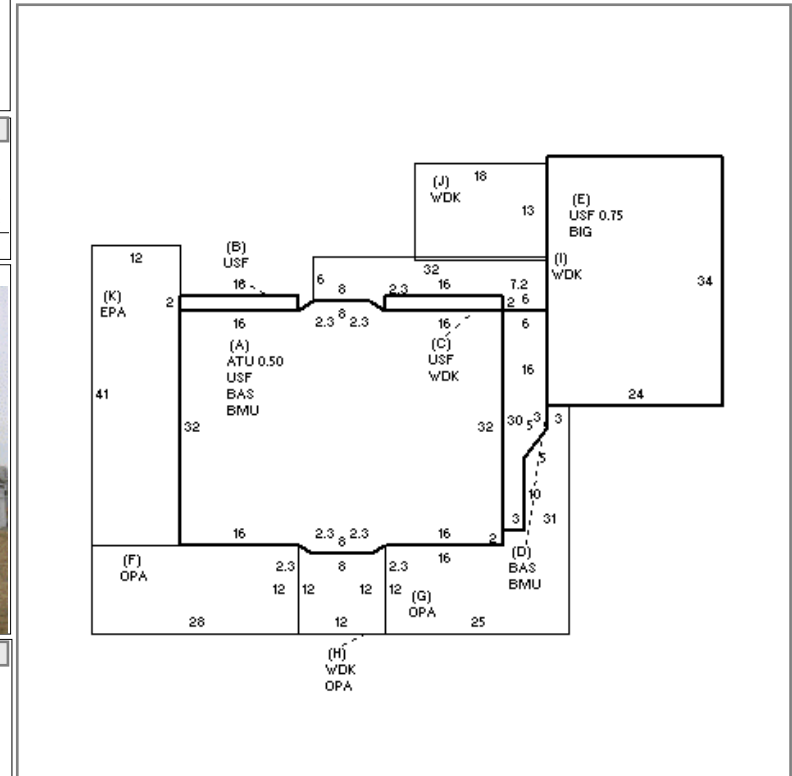 18
(J)
WDK
13
(E)
USF 0.75
BIG
34
(B)
USF
12
(I)
WDK
32
6
(K)
EPA
16
8
2.3
16
7.2
2
2 6
16
2.3 8 2.3
16
6
(A)
ATU 0.50
USF
BAS
BMU
(C)
USF
WDK
16
24
41
32
32
30
5
3
3
5
10
3
31
16
2.3 8 2.3
16
2
(D)
BAS
BMU
(F)
OPA
2.3
8
2.3
16
12
12
12
12
(G)
OPA
28
12
25
(H)
WDK
OPA